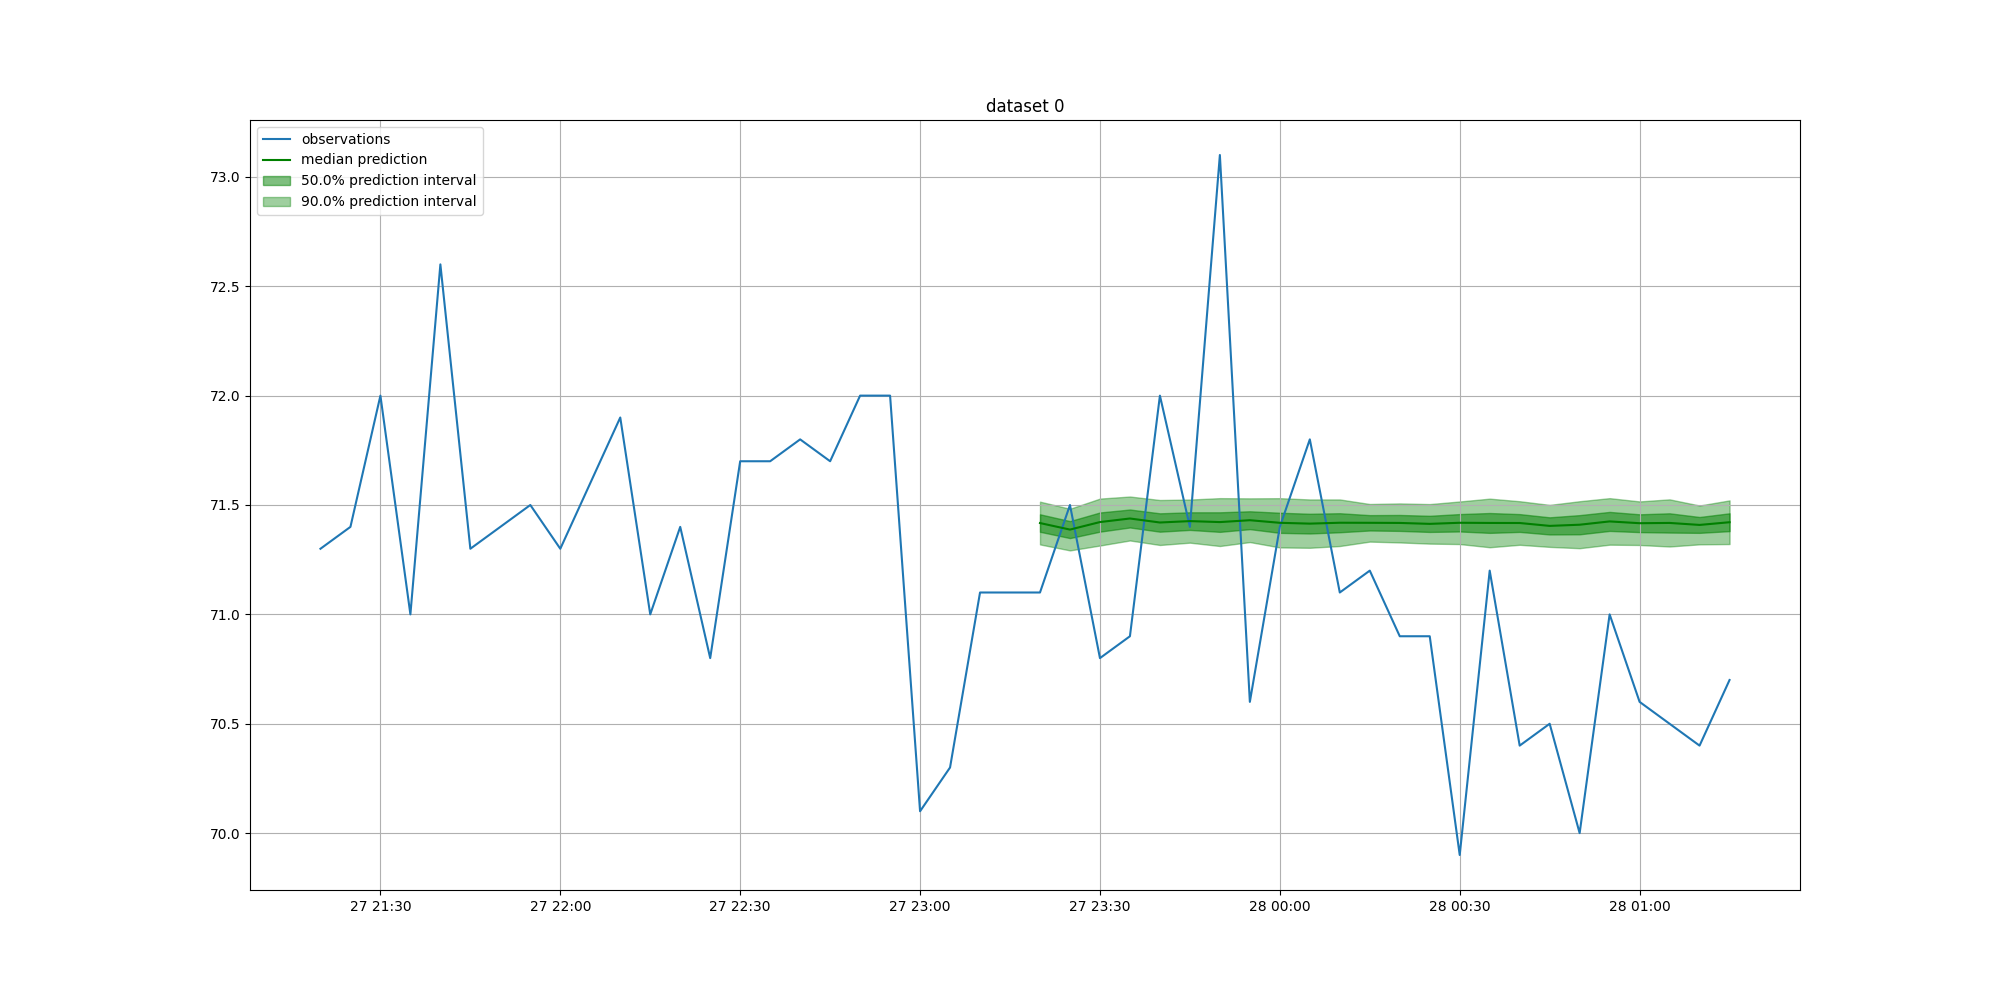 dataset 0
observations
median prediction
50.0% prediction interval
90.0% prediction interval
73.0
72.5
72.0
71.5
71.0
70.5
70.0
27 21:30 27 22:00 27 22:30 27 23:00 27 23:30 28 00:00 28 00:30 28 01:00